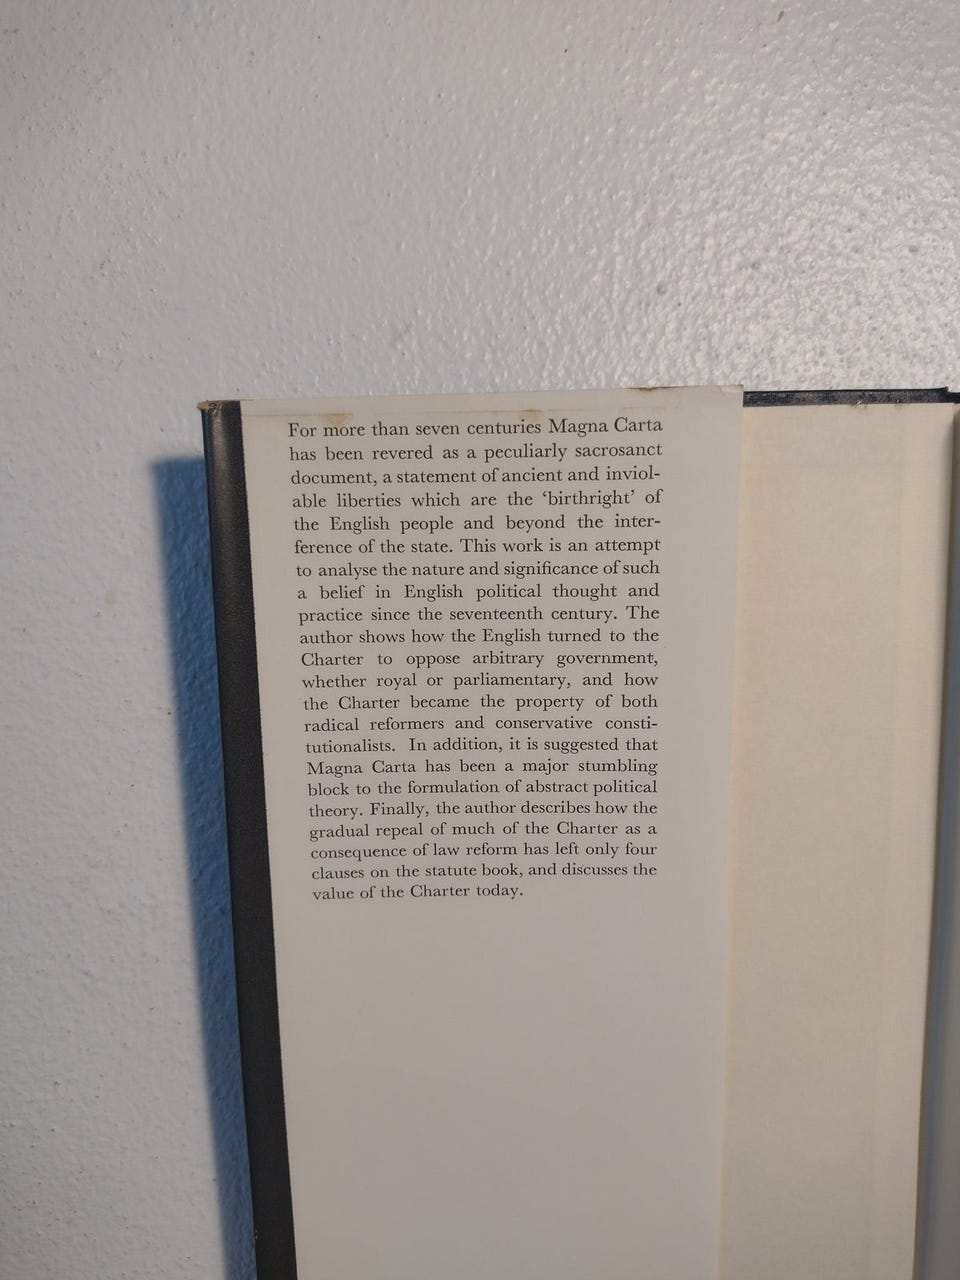 For more than seven centuries Magna Carta
has been revered as a peculiarly sacrosanct
document, a statement of ancient and inviol-
able liberties which are the ‘birthright’ of
the English people and beyond the inter-
ference of the state. This work is an attempt
to analyse the nature and significance of such
a belief in English political thought and
practice since the seventeenth century. The
author shows how the English turned to the
Charter to oppose arbitrary government,
whether royal or parliamentary, and how
the Charter became the property of both
radical reformers and conservative consti-
tutionalists. In addition, it is suggested that
Magna Carta has been a major stumbling
block to the formulation of abstract political
theory. Finally, the author describes how the
gradual repeal of much of the Charter as a
consequence of law reform has left only four
clauses on the statute book, and discusses the
value of the Charter today.